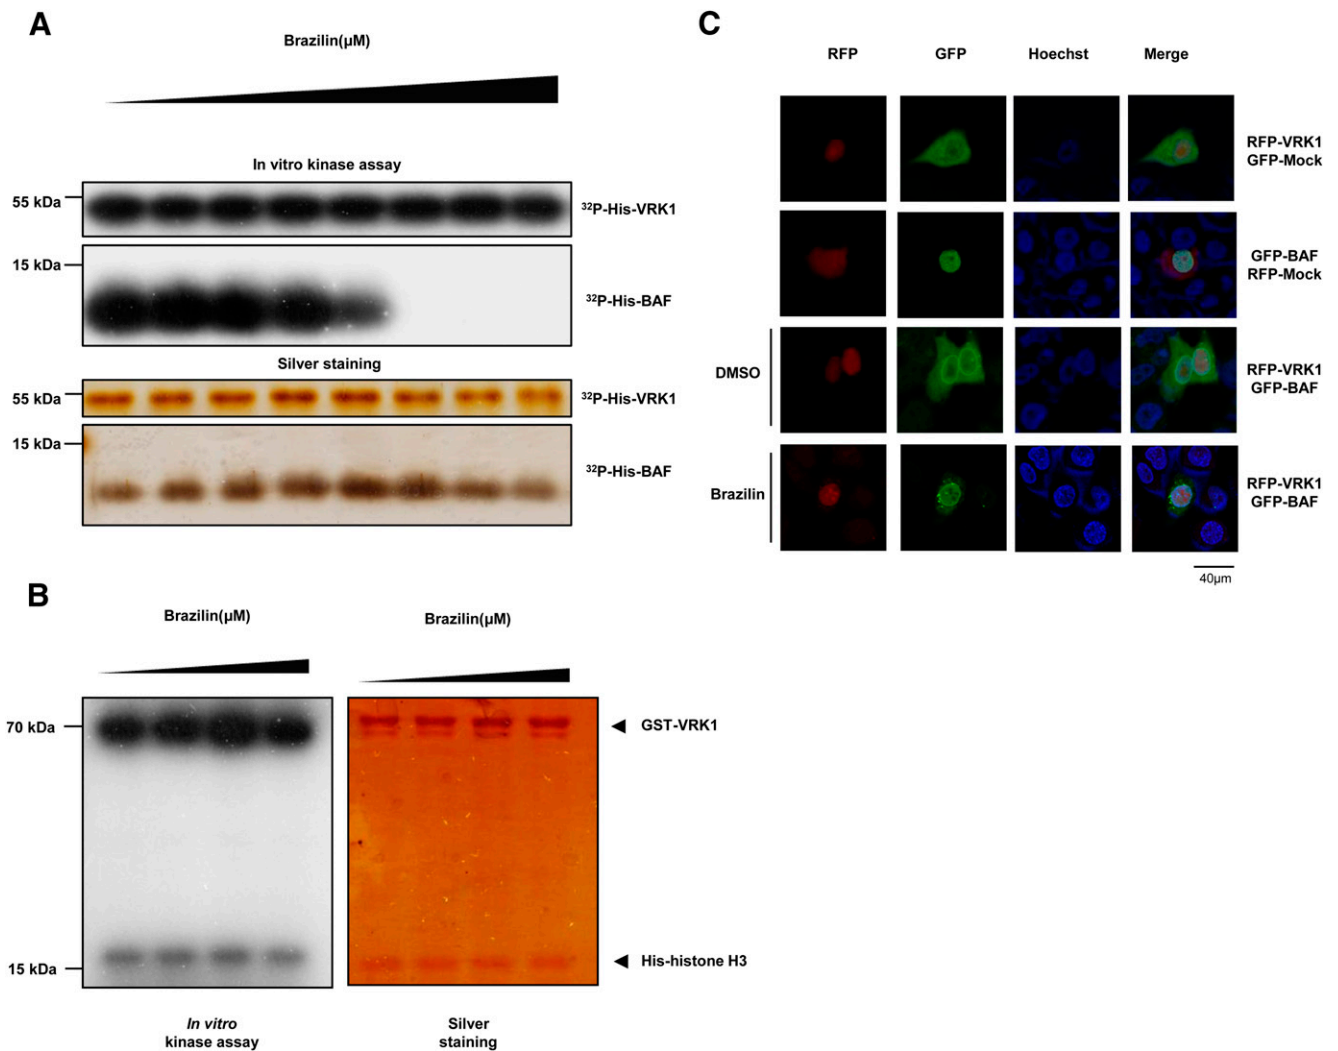 A
Brazilin(μM)
In vitro kinase assay
55 kDa
32P-His-VRK1
15 kDa
32P-His-BAF
Silver staining
55 kDa
32P-His-VRK1
15 kDa
32P-His-BAF
B
Brazilin(μM)
Brazilin(μM)
70 kDa
GST-VRK1
15 kDa
His-histone H3
In vitro
kinase assay
Silver
staining
C
RFP
GFP
Hoechst
Merge
RFP-VRK1
GFP-Mock
GFP-BAF
RFP-Mock
DMSO
RFP-VRK1
GFP-BAF
Brazilin
RFP-VRK1
GFP-BAF
40μm